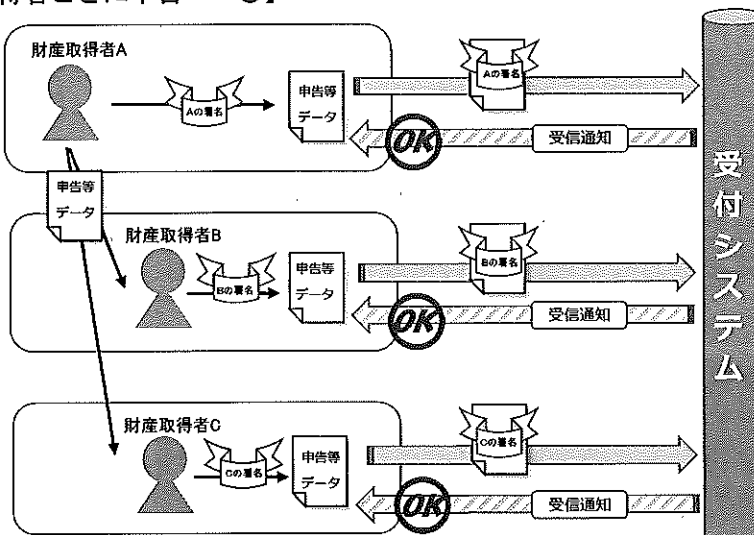 財産取得者A
Aの署名
申告等
データ
Aの署名
OK
受信通知
申告等
データ
財産取得者B
Bの署名
申告等
データ
Bの署名
OK
受信通知
財産取得者C
Cの署名
申告等
データ
Cの署名
OK
受信通知
受付システム